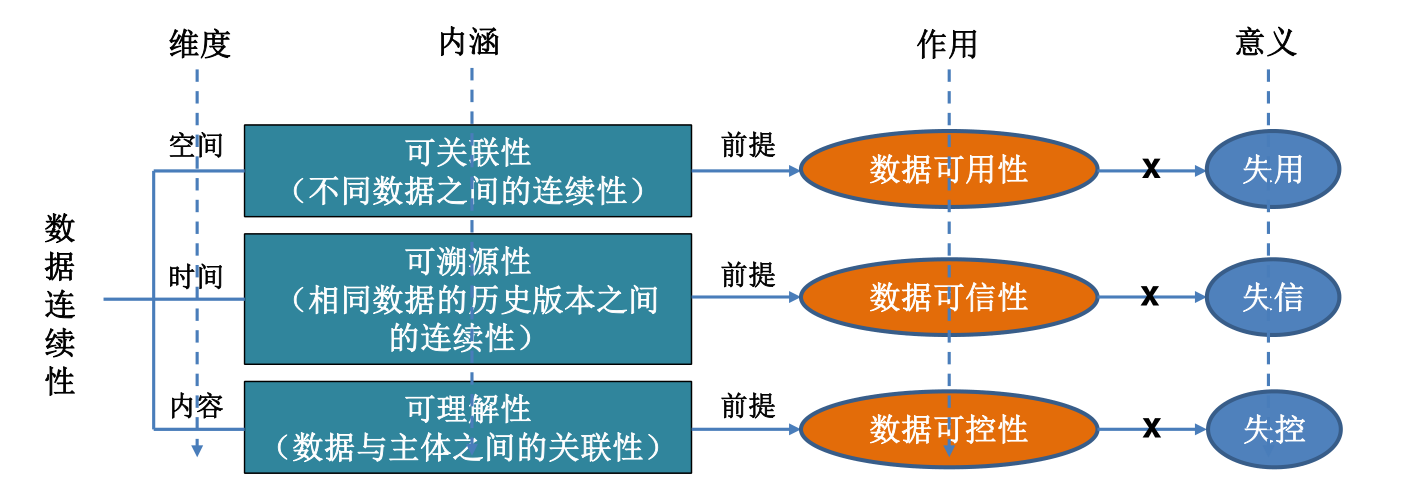 维度
内涵
作用
意义
数据连续性
空间
可关联性
（不同数据之间的连续性）
前提
数据可用性
X
失用
时间
可溯源性
（相同数据的历史版本之间
的连续性）
前提
数据可信性
X
失信
内容
可理解性
（数据与主体之间的关联性）
前提
数据可控性
X
失控